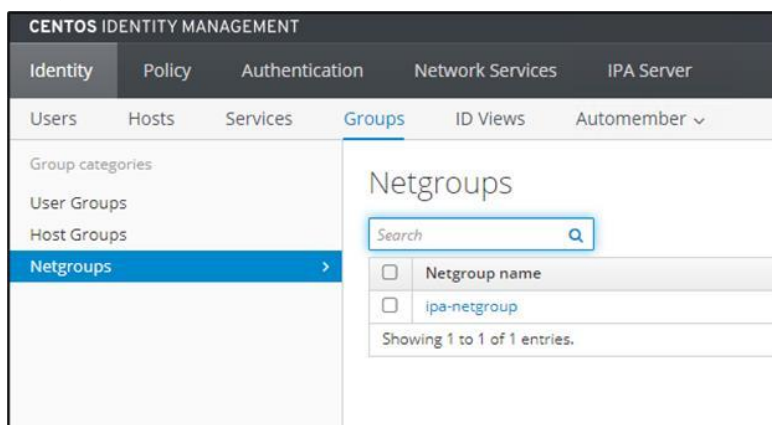 CENTOS IDENTITY MANAGEMENT
Identity Policy Authentication Network Services IPA Server
Users Hosts Services Groups ID Views Automember
Group categories
User Groups
Host Groups
Netgroups
Netgroups
Search
Netgroup name
ipa-netgroup
Showing 1 to 1 of 1 entries.